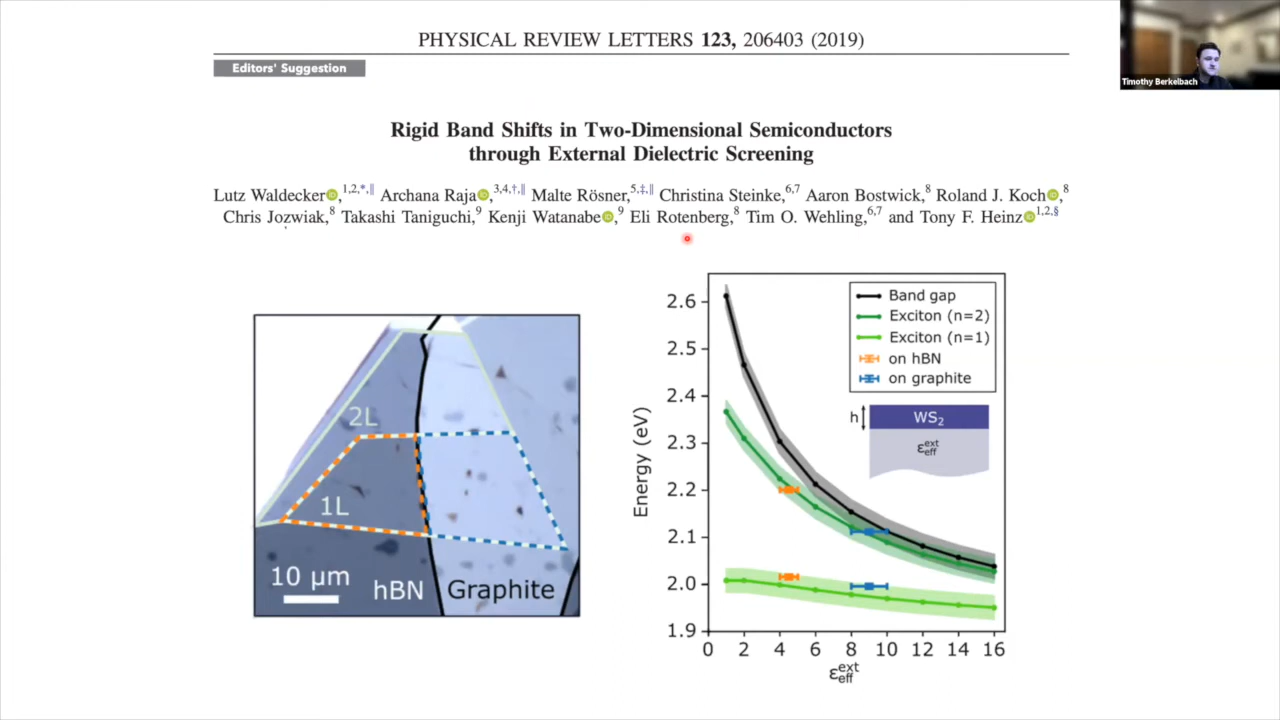 PHYSICAL REVIEW LETTERS 123, 206403 (2019)
Timothy Berkelbach
Editors' Suggestion
Rigid Band Shifts in Two-Dimensional Semiconductors
through External Dielectric Screening
Lutz Waldecker,1,2,*,‖ Archana Raja,3,4,†,‖ Malte Rösner,5,‡,‖ Christina Steinke,6,7 Aaron Bostwick,8 Roland J. Koch,8
Chris Jozwiak,8 Takashi Taniguchi,9 Kenji Watanabe,9 Eli Rotenberg,8 Tim O. Wehling,6,7 and Tony F. Heinz1,2,§
2L
1L
10 μm
hBN
Graphite
Energy (eV)
2.6
2.5
2.4
2.3
2.2
2.1
2.0
1.9
Band gap
Exciton (n=2)
Exciton (n=1)
on hBN
on graphite
h
WS2
εeffext
0 2 4 6 8 10 12 14 16
εeffext